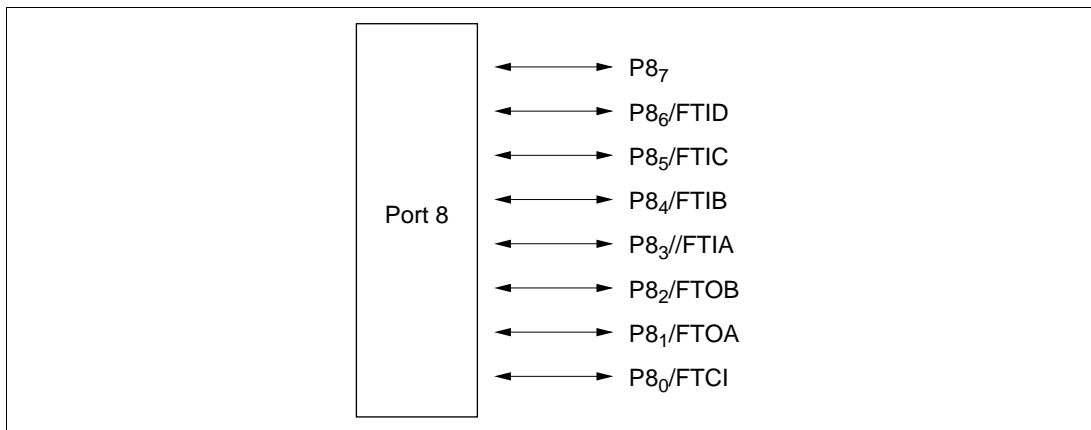 Port 8
P8₇
P8₆/FTID
P8₅/FTIC
P8₄/FTIB
P8₃//FTIA
P8₂/FTOB
P8₁/FTOA
P8₀/FTCI